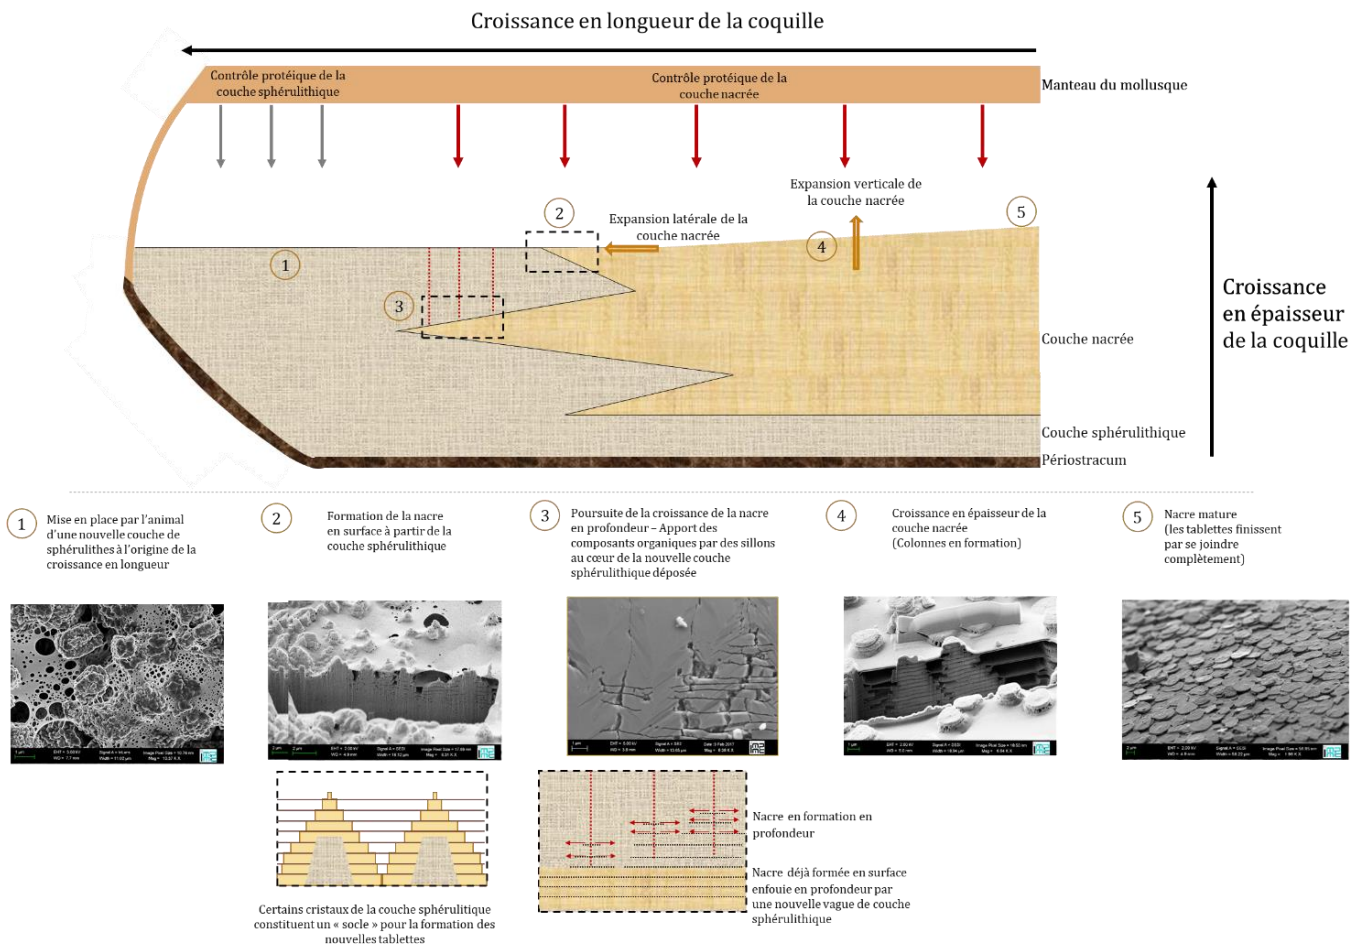 Croissance en longueur de la coquille
Contrôle protéique de la
couche sphérulithique
Contrôle protéique de la
couche nacrée
Manteau du mollusque
Expansion verticale de
la couche nacrée
2
Expansion latérale de la
couche nacrée
5
4
1
3
Croissance
en épaisseur
de la coquille
Couche nacrée
Couche sphérulithique
Périostracum
1
Mise en place par l'animal
d'une nouvelle couche de
sphérulithes à l'origine de la
croissance en longueur
2
Formation de la nacre
en surface à partir de la
couche sphérulithique
3
Poursuite de la croissance de la nacre
en profondeur – Apport des
composants organiques par des sillons
au cœur de la nouvelle couche
sphérulithique déposée
4
Croissance en épaisseur de la
couche nacrée
(Colonnes en formation)
5
Nacre mature
(les tablettes finissent
par se joindre
complètement)
Certains cristaux de la couche sphérulitique
constituent un « socle » pour la formation des
nouvelles tablettes
Nacre en formation en
profondeur
Nacre déjà formée en surface
enfouie en profondeur par
une nouvelle vague de couche
sphérulithique